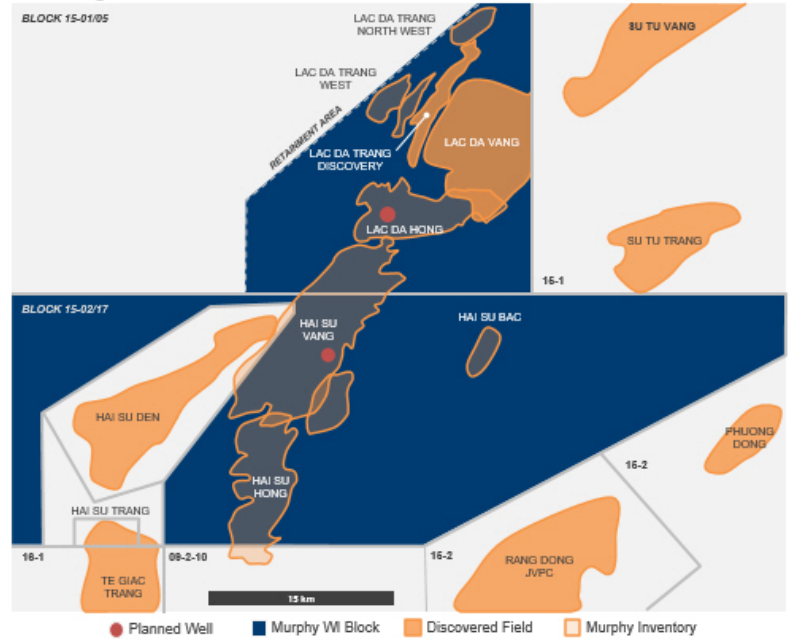 BLOCK 15-01/05
LAC DA TRANG
NORTH WEST
SU TU VANG
LAC DA TRANG
WEST
RETAINMENT AREA
LAC DA TRANG
DISCOVERY
LAC DA VANG
LAC DA HONG
SU TU TRANG
15-1
BLOCK 15-02/17
HAI SU
VANG
HAI SU BAC
HAI SU DEN
PHUONG
DONG
15-2
HAI SU
HONG
HAI SU TRANG
16-1
09-2-10
15-2
RANG DONG
JVPC
TE GIAC
TRANG
15 km
Planned Well
Murphy WI Block
Discovered Field
Murphy Inventory